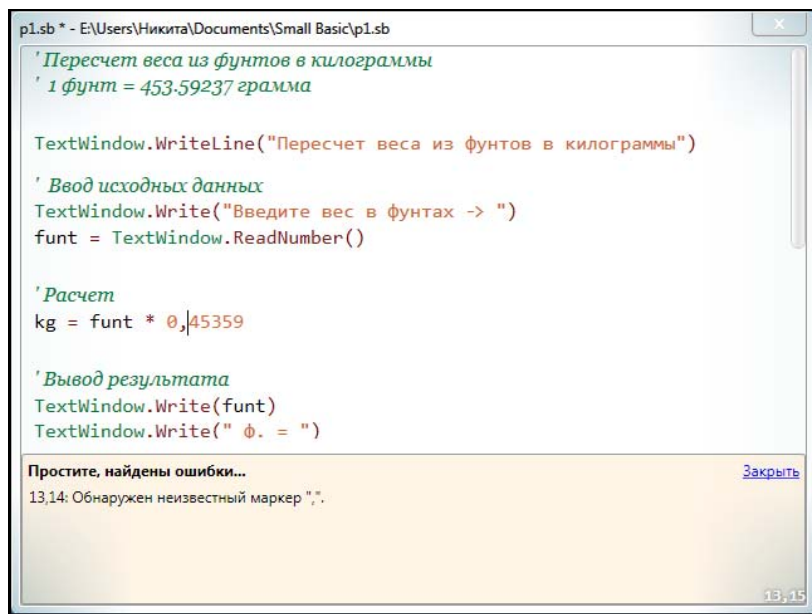 p1.sb * - E:\Users\Никита\Documents\Small Basic\p1.sb
' Пересчет веса из фунтов в килограммы
' 1 фунт = 453.59237 грамма
TextWindow.WriteLine("Пересчет веса из фунтов в килограммы")
' Ввод исходных данных
TextWindow.Write("Введите вес в фунтах -> ")
funt = TextWindow.ReadNumber()
' Расчет
kg = funt * 0,45359
' Вывод результата
TextWindow.Write(funt)
TextWindow.Write(" ф. = ")
Простите, найдены ошибки... Закрыть
13,14: Обнаружен неизвестный маркер ",".
13,15